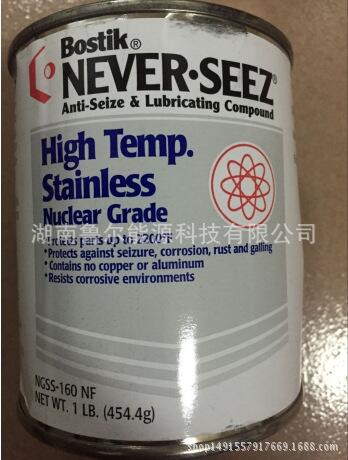 Bostik®
NEVER·SEEZ®
Anti-Seize & Lubricating Compound
High Temp.
Stainless
Nuclear Grade
湖南鲁尔能源科技有限公司
•Protects parts up to 2200°F
•Protects against seizure, corrosion, rust and galling
•Contains no copper or aluminum
•Resists corrosive environments
NGSS-160 NF
NET WT. 1 LB. (454.4g)
shop1491557917669.1688.com